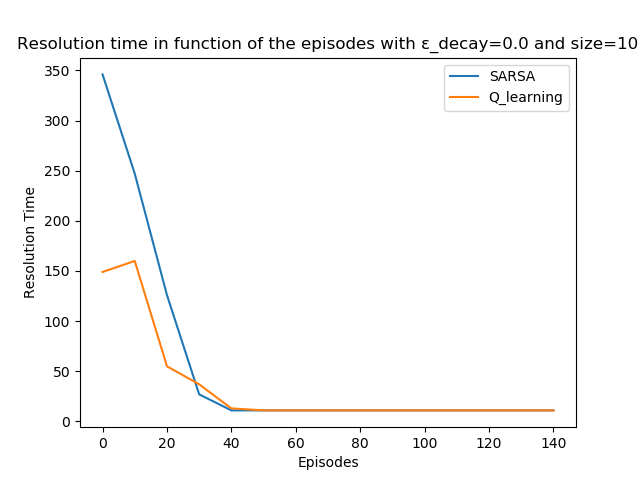 Resolution time in function of the episodes with ε_decay=0.0 and size=10
SARSA
Q_learning
Resolution Time
350
300
250
200
150
100
50
0
0 20 40 60 80 100 120 140
Episodes